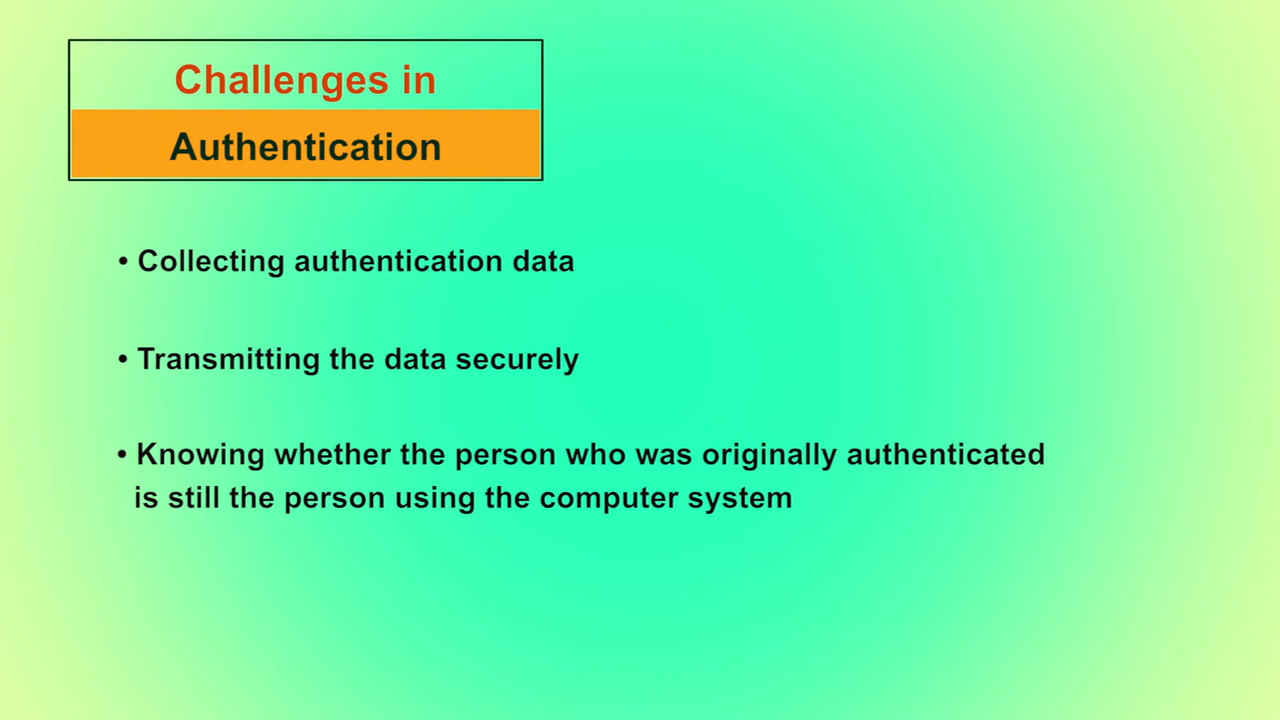 Challenges in
Authentication
• Collecting authentication data
• Transmitting the data securely
• Knowing whether the person who was originally authenticated
is still the person using the computer system